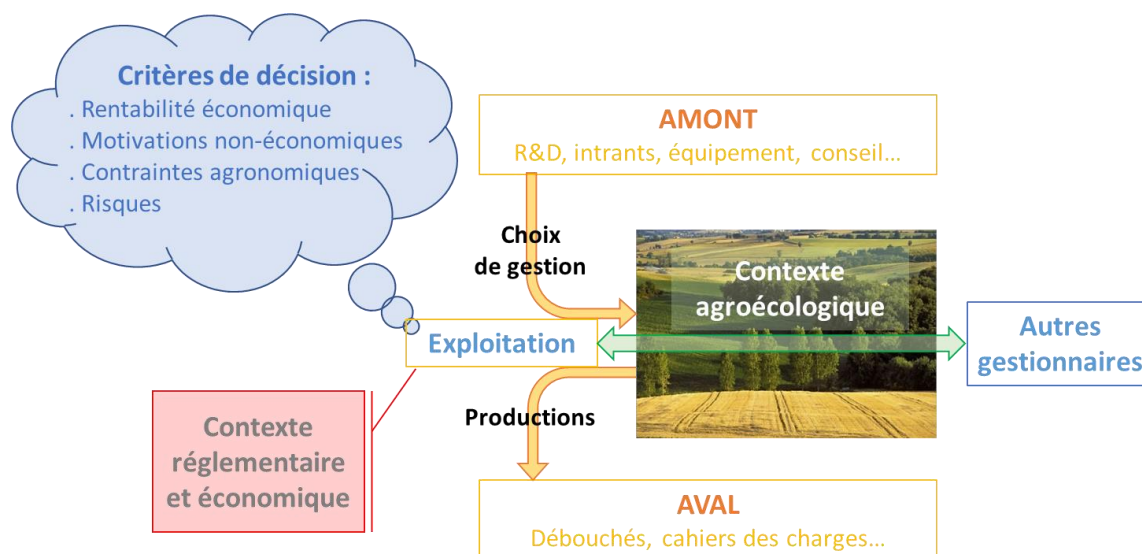 Critères de décision :
. Rentabilité économique
. Motivations non-économiques
. Contraintes agronomiques
. Risques
AMONT
R&D, intrants, équipement, conseil...
Choix
de gestion
Contexte
agroécologique
Exploitation
Autres
gestionnaires
Productions
Contexte
réglementaire
et économique
AVAL
Débouchés, cahiers des charges...